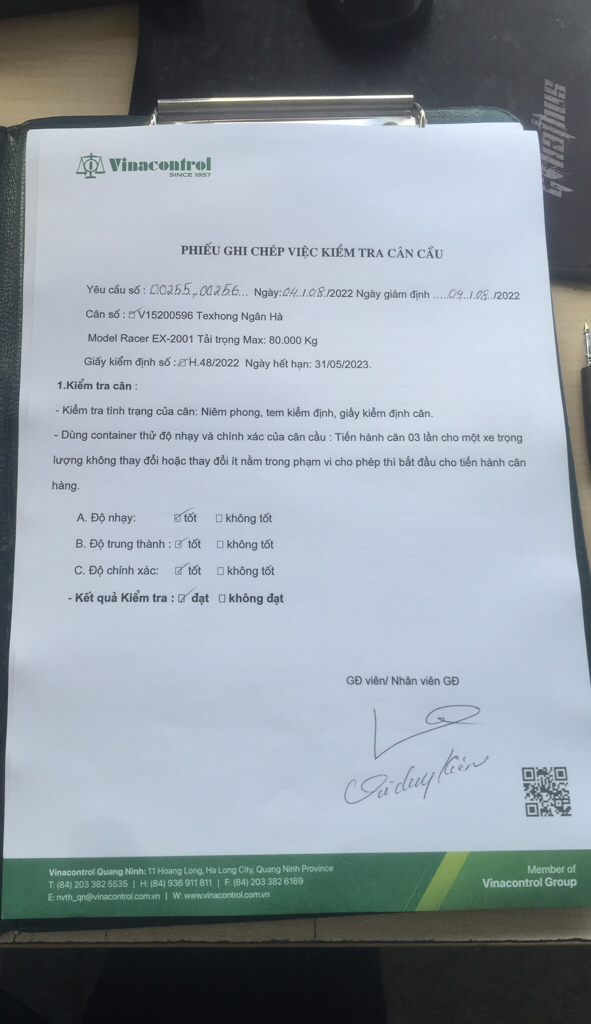 Vinacontrol
SINCE 1957
PHIẾU GHI CHÉP VIỆC KIỂM TRA CÂN CẦU
Yêu cầu số : 00255, 00256... Ngày: 04./.08./2022 Ngày giám định .....04../.08../2022
Cân số : ☑ V15200596 Texhong Ngân Hà
Model Racer EX-2001 Tải trọng Max: 80.000 Kg
Giấy kiểm định số : ☑ H.48/2022 Ngày hết hạn: 31/05/2023.
1.Kiểm tra cân :
- Kiểm tra tình trạng của cân: Niêm phong, tem kiểm định, giấy kiểm định cân.
- Dùng container thử độ nhạy và chính xác của cân cầu : Tiến hành cân 03 lần cho một xe trọng
lượng không thay đổi hoặc thay đổi ít nằm trong phạm vi cho phép thì bắt đầu cho tiến hành cân
hàng.
A. Độ nhạy: ☑ tốt ☐ không tốt
B. Độ trung thành : ☑ tốt ☐ không tốt
C. Độ chính xác: ☑ tốt ☐ không tốt
- Kết quả Kiểm tra : ☑ đạt ☐ không đạt
GĐ viên/ Nhân viên GĐ
duy Kiên
Vinacontrol Quang Ninh: 11 Hoang Long, Ha Long City, Quang Ninh Province
T: (84) 203 382 5535 | H: (84) 936 911 811 | F: (84) 203 382 6169
E: nvth_qn@vinacontrol.com.vn | W: www.vinacontrol.com.vn
Member of
Vinacontrol Group